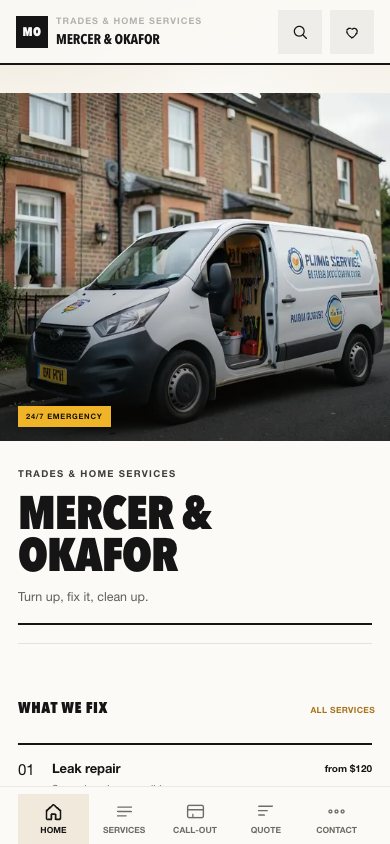 MO
TRADES & HOME SERVICES
MERCER & OKAFOR
24/7 EMERGENCY
TRADES & HOME SERVICES
MERCER &
OKAFOR
Turn up, fix it, clean up.
WHAT WE FIX
ALL SERVICES
01 Leak repair from $120
HOME SERVICES CALL-OUT QUOTE CONTACT